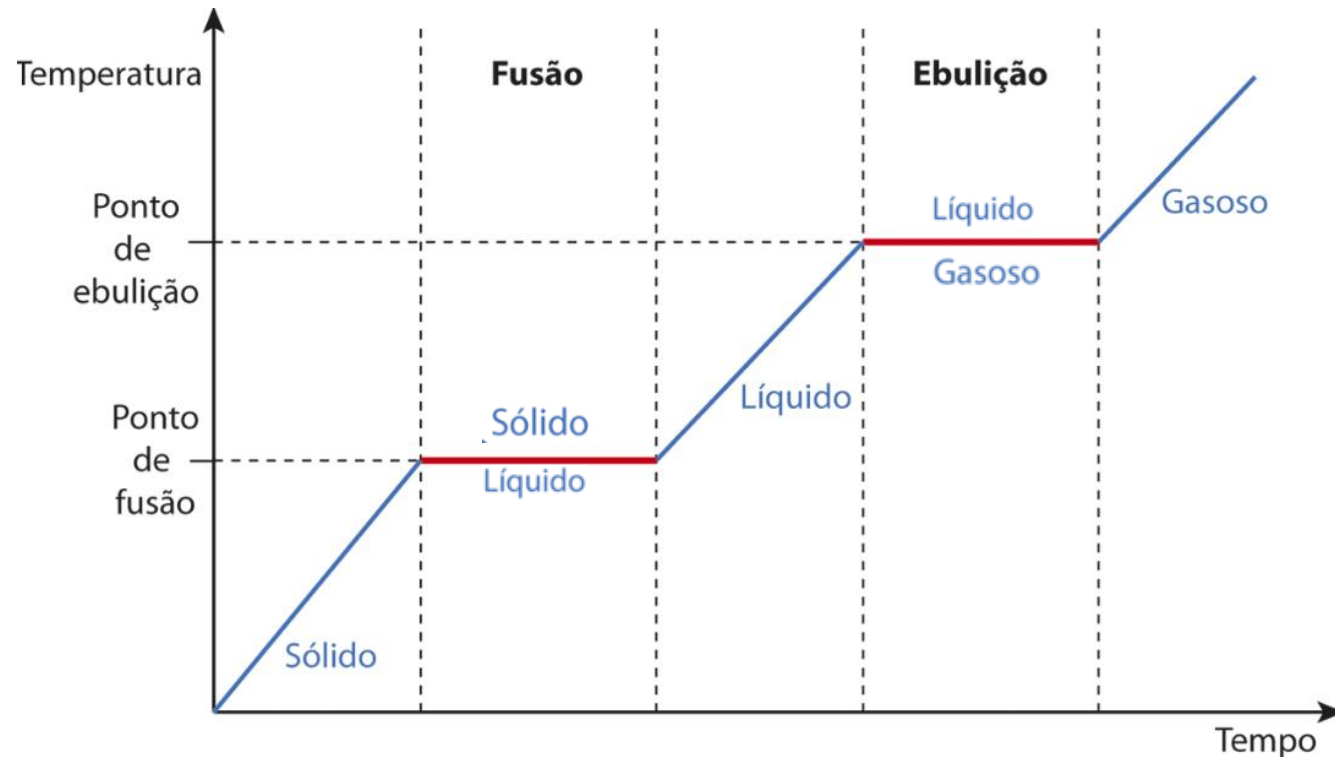 Temperatura
Fusão
Ebulição
Ponto
de
ebulição
Líquido
Gasoso
Gasoso
Ponto
de
fusão
Sólido
Líquido
Líquido
Sólido
Tempo